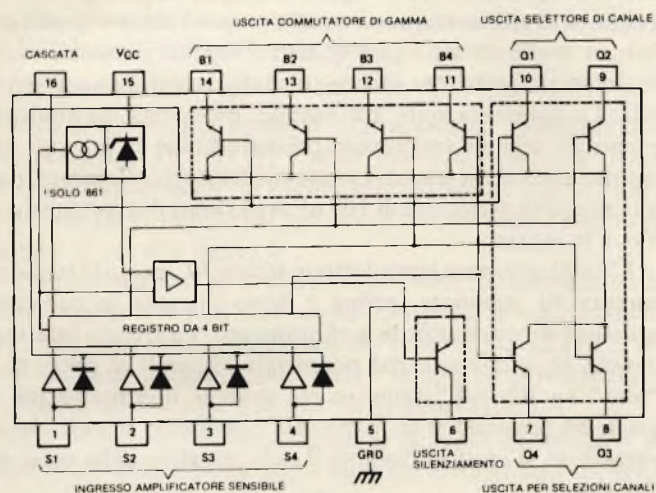 USCITA COMMUTATORE DI GAMMA
USCITA SELETTORE DI CANALE
CASCATA
VCC
B1
B2
B3
B4
Q1
Q2
16
15
14
13
12
11
10
9
(SOLO 861)
REGISTRO DA 4 BIT
1
2
3
4
5
6
7
8
S1
S2
S3
S4
GRD
USCITA
SILENZIAMENTO
Q4
Q3
INGRESSO AMPLIFICATORE SENSIBILE
USCITA PER SELEZIONI CANALI